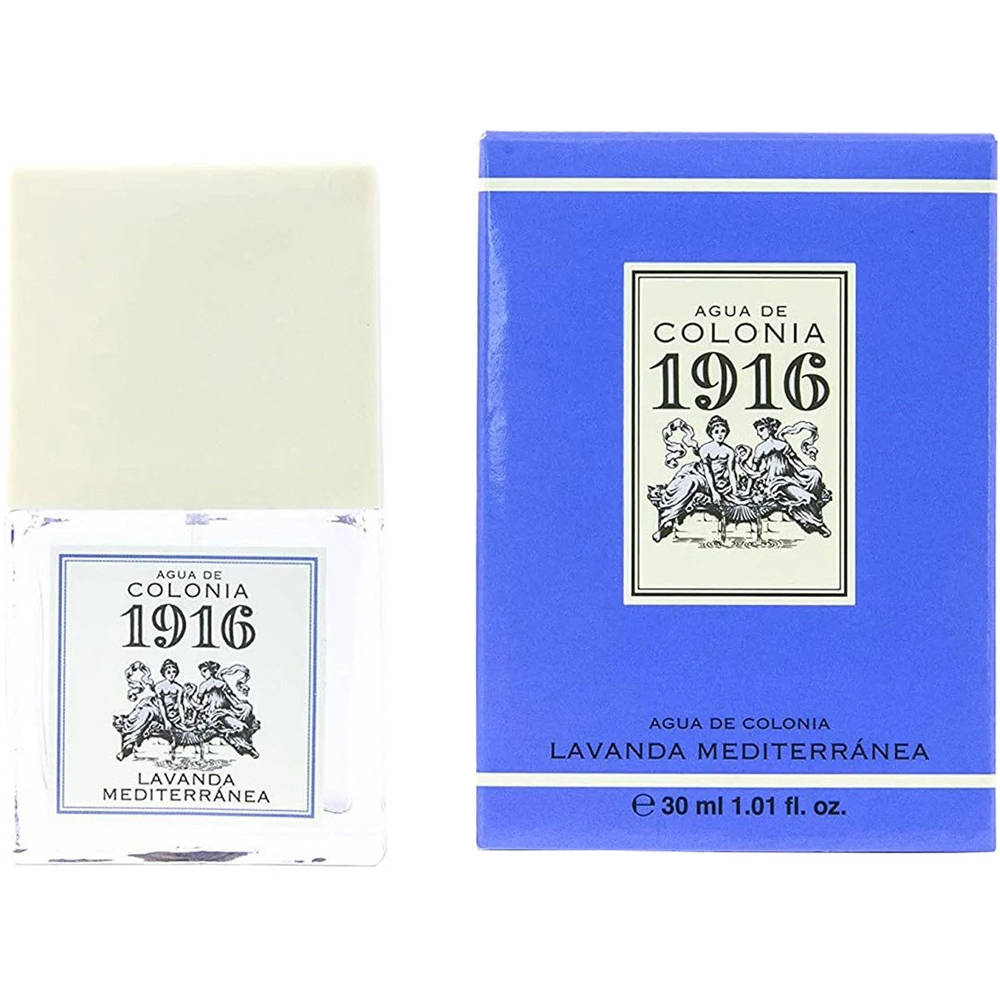 AGUA DE
COLONIA
1916
LAVANDA
MEDITERRÁNEA
AGUA DE
COLONIA
1916
AGUA DE COLONIA
LAVANDA MEDITERRÁNEA
℮ 30 ml 1.01 fl. oz.